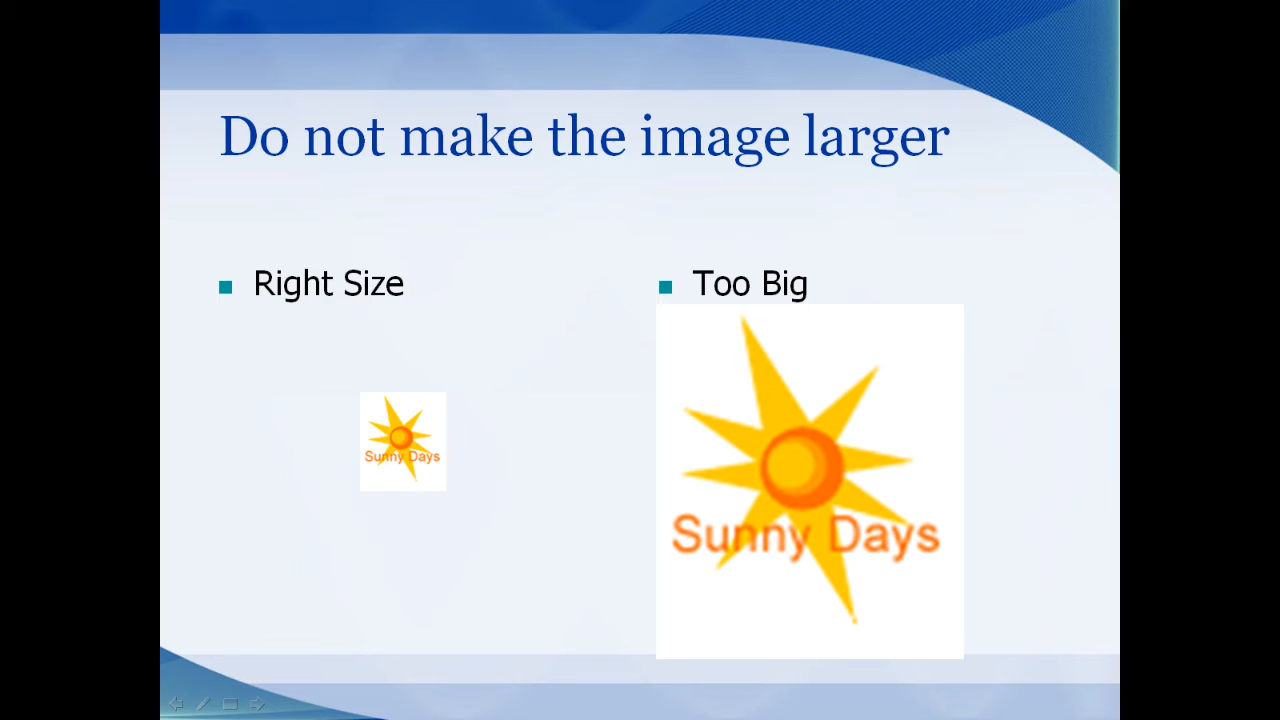 Do not make the image larger
Right Size
Too Big
Sunny Days
Sunny Days